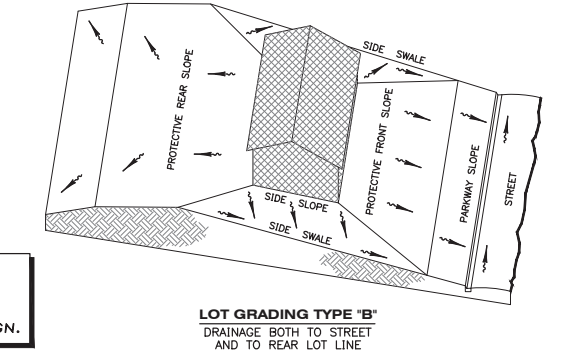 SIDE SWALE
PROTECTIVE REAR SLOPE
PROTECTIVE FRONT SLOPE
PARKWAY SLOPE
STREET
SIDE SLOPE
SIDE SWALE
GN.
LOT GRADING TYPE "B"
DRAINAGE BOTH TO STREET
AND TO REAR LOT LINE